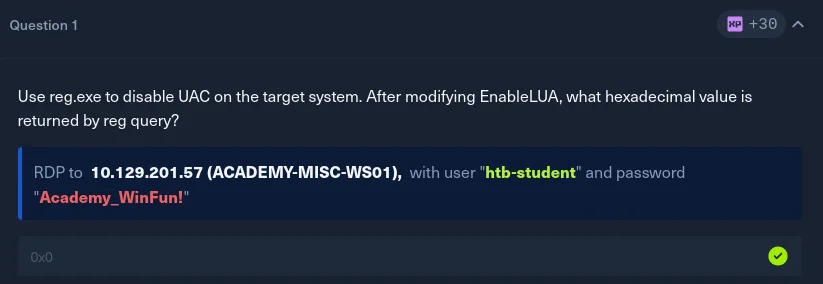 Question 1
XP +30
Use reg.exe to disable UAC on the target system. After modifying EnableLUA, what hexadecimal value is
returned by reg query?
RDP to 10.129.201.57 (ACADEMY-MISC-WS01), with user "htb-student" and password
"Academy_WinFun!"
0x0